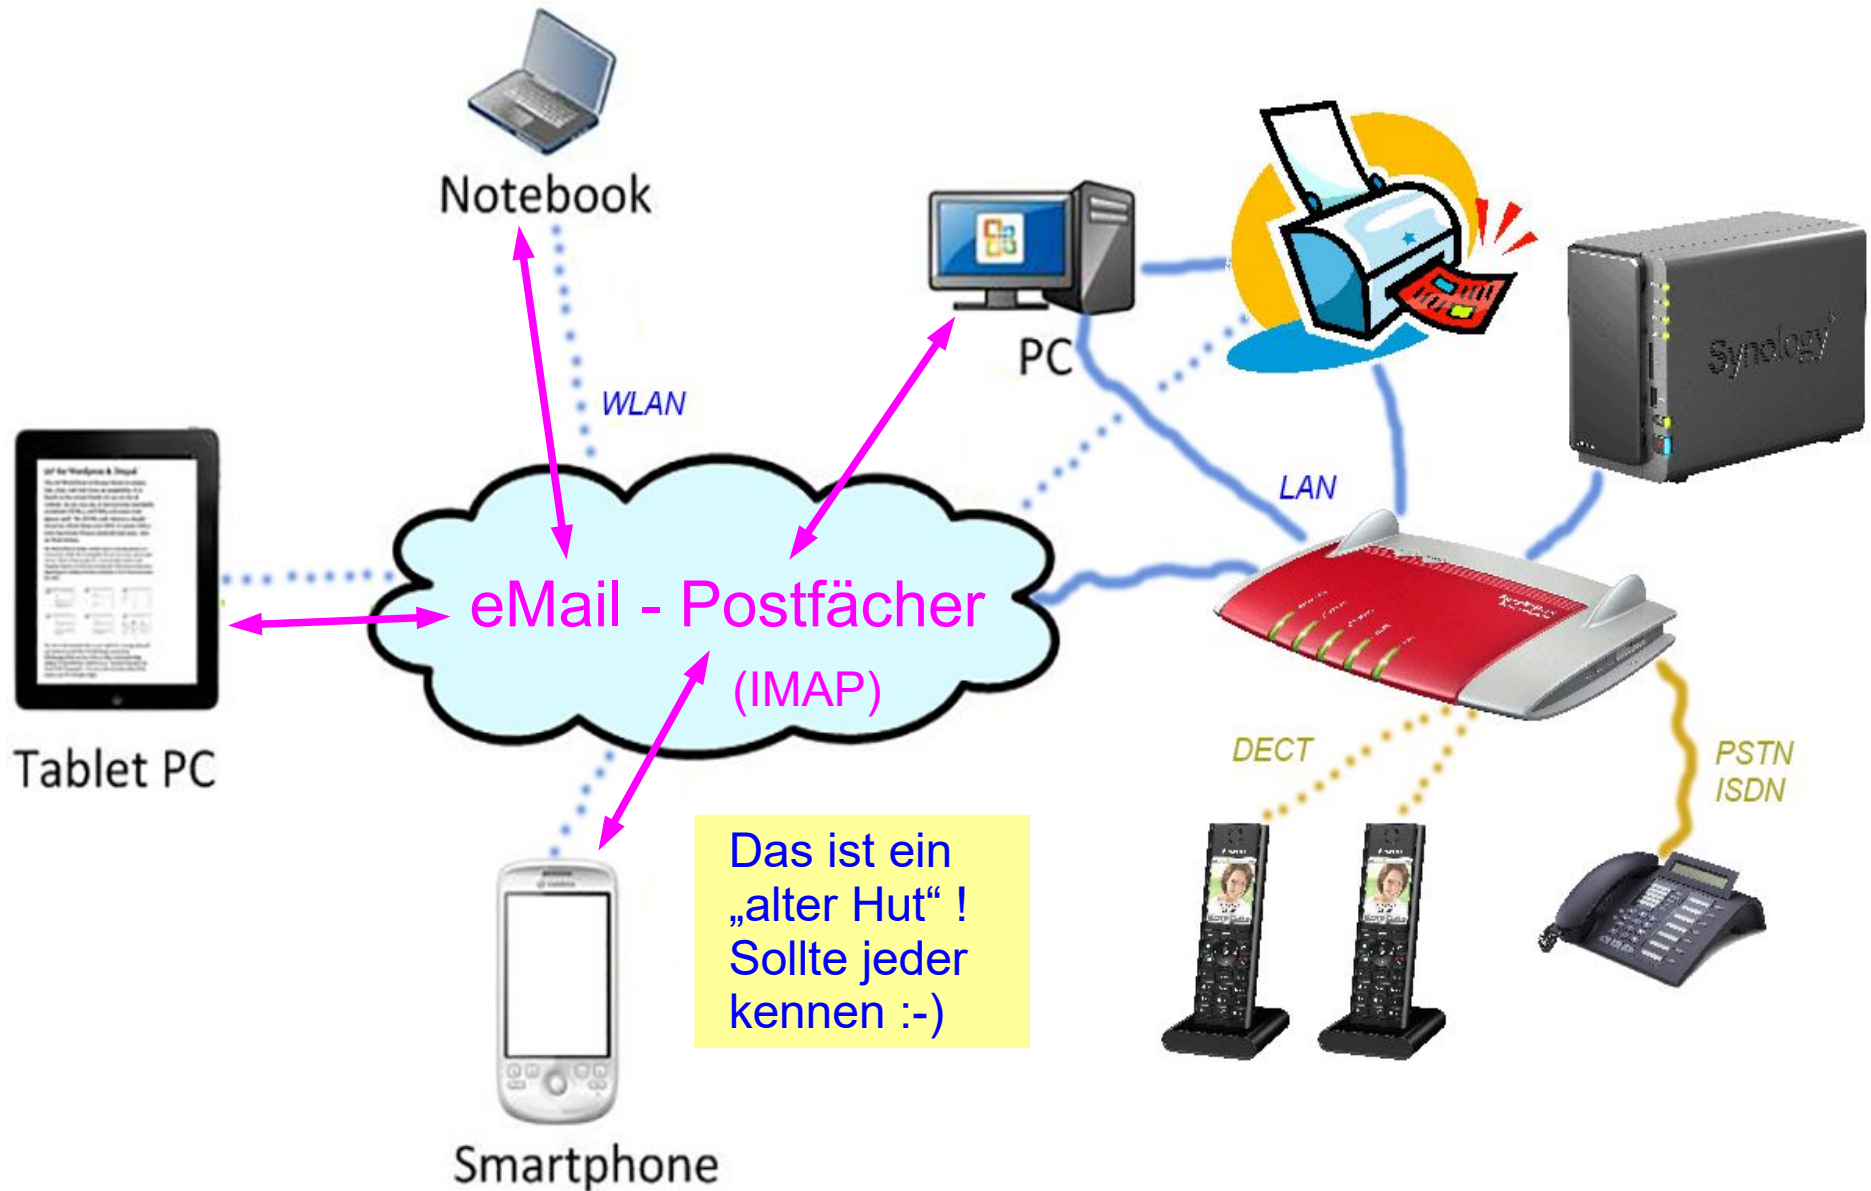 Notebook
PC
Synology
WLAN
LAN
eMail - Postfächer
(IMAP)
Tablet PC
DECT
PSTN
ISDN
Das ist ein
„alter Hut“ !
Sollte jeder
kennen :-)
Smartphone